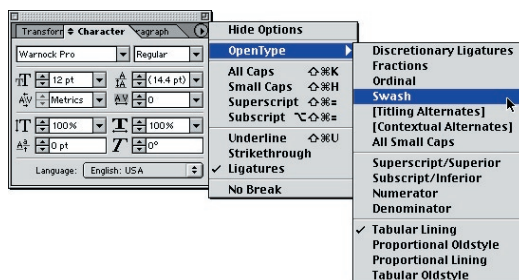 Transform Character ragraph
Warnock Pro Regular
12 pt (14.4 pt)
Metrics 0
100% 100%
0 pt 0°
Language: English: USA
Hide Options
OpenType
All Caps ⇧⌘K
Small Caps ⇧⌘H
Superscript ⇧⌘=
Subscript ⌥⇧⌘=
Underline ⇧⌘U
Strikethrough
✓ Ligatures
No Break
Discretionary Ligatures
Fractions
Ordinal
Swash
[Titling Alternates]
[Contextual Alternates]
All Small Caps
Superscript/Superior
Subscript/Inferior
Numerator
Denominator
✓ Tabular Lining
Proportional Oldstyle
Proportional Lining
Tabular Oldstyle